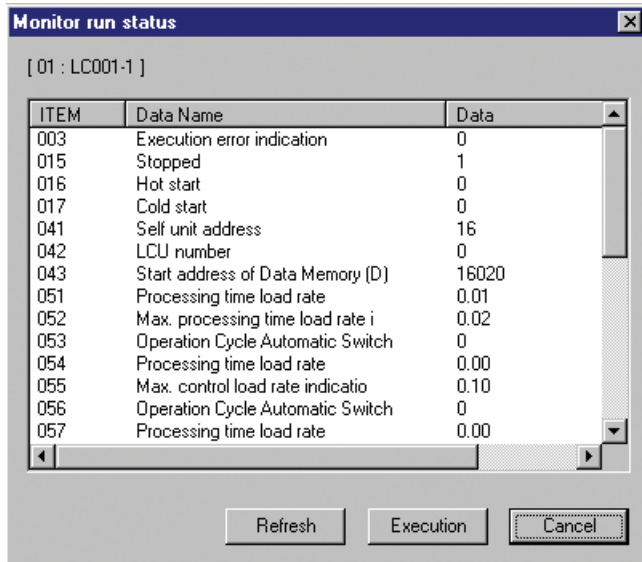 Monitor run status
[ 01 : LC001-1 ]
ITEM Data Name Data
003 Execution error indication 0
015 Stopped 1
016 Hot start 0
017 Cold start 0
041 Self unit address 16
042 LCU number 0
043 Start address of Data Memory (D) 16020
051 Processing time load rate 0.01
052 Max. processing time load rate i 0.02
053 Operation Cycle Automatic Switch 0
054 Processing time load rate 0.00
055 Max. control load rate indicatio 0.10
056 Operation Cycle Automatic Switch 0
057 Processing time load rate 0.00
Refresh Execution Cancel